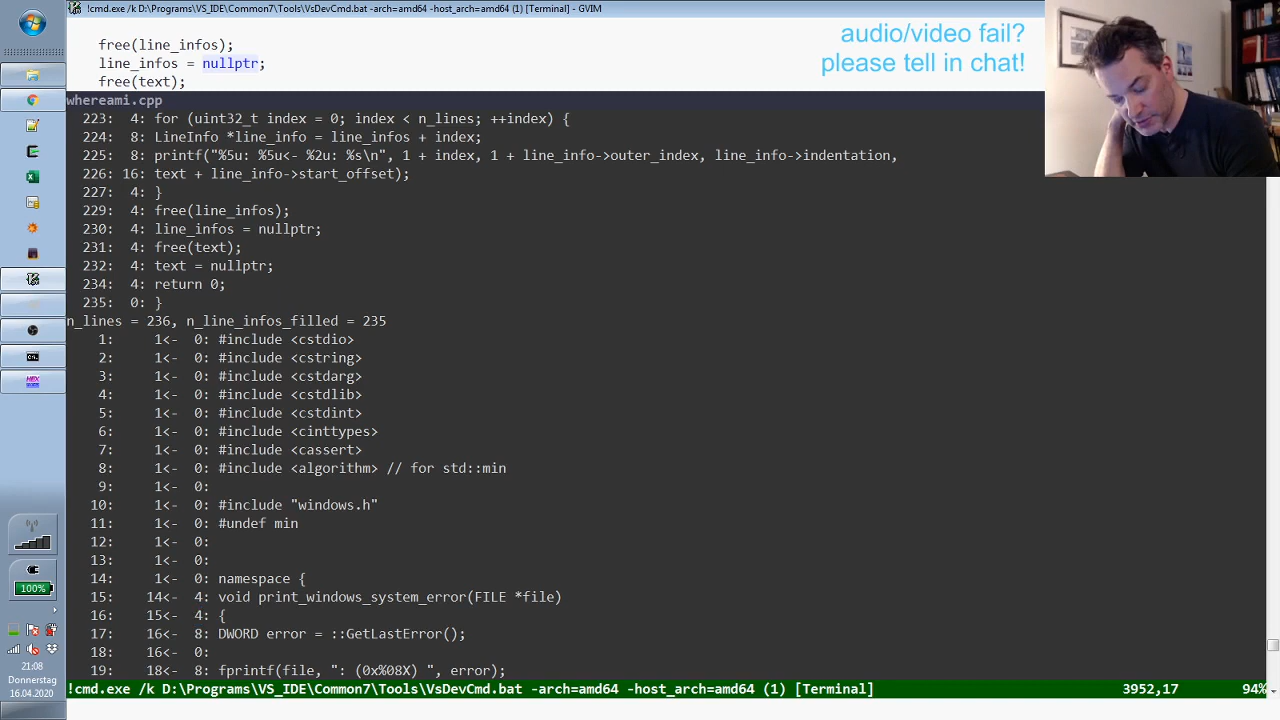 !cmd.exe /k D:\Programs\VS_IDE\Common7\Tools\VsDevCmd.bat -arch=amd64 -host_arch=amd64 (1) [Terminal] - GVIM
audio/video fail?
please tell in chat!
free(line_infos);
line_infos = nullptr;
free(text);
whereami.cpp
223: 4: for (uint32_t index = 0; index < n_lines; ++index) {
224: 8: LineInfo *line_info = line_infos + index;
225: 8: printf("%5u: %5u<- %2u: %s\n", 1 + index, 1 + line_info->outer_index, line_info->indentation,
226: 16: text + line_info->start_offset);
227: 4: }
229: 4: free(line_infos);
230: 4: line_infos = nullptr;
231: 4: free(text);
232: 4: text = nullptr;
234: 4: return 0;
235: 0: }
n_lines = 236, n_line_infos_filled = 235
1: 1<- 0: #include <cstdio>
2: 1<- 0: #include <cstring>
3: 1<- 0: #include <cstdarg>
4: 1<- 0: #include <cstdlib>
5: 1<- 0: #include <cstdint>
6: 1<- 0: #include <cinttypes>
7: 1<- 0: #include <cassert>
8: 1<- 0: #include <algorithm> // for std::min
9: 1<- 0:
10: 1<- 0: #include "windows.h"
11: 1<- 0: #undef min
12: 1<- 0:
13: 1<- 0:
14: 1<- 0: namespace {
15: 14<- 4: void print_windows_system_error(FILE *file)
16: 15<- 4: {
17: 16<- 8: DWORD error = ::GetLastError();
18: 16<- 0:
19: 18<- 8: fprintf(file, ": (0x%08X) ", error);
!cmd.exe /k D:\Programs\VS_IDE\Common7\Tools\VsDevCmd.bat -arch=amd64 -host_arch=amd64 (1) [Terminal] 3952,17 94%
100%
21:08
Donnerstag
16.04.2020
HEX